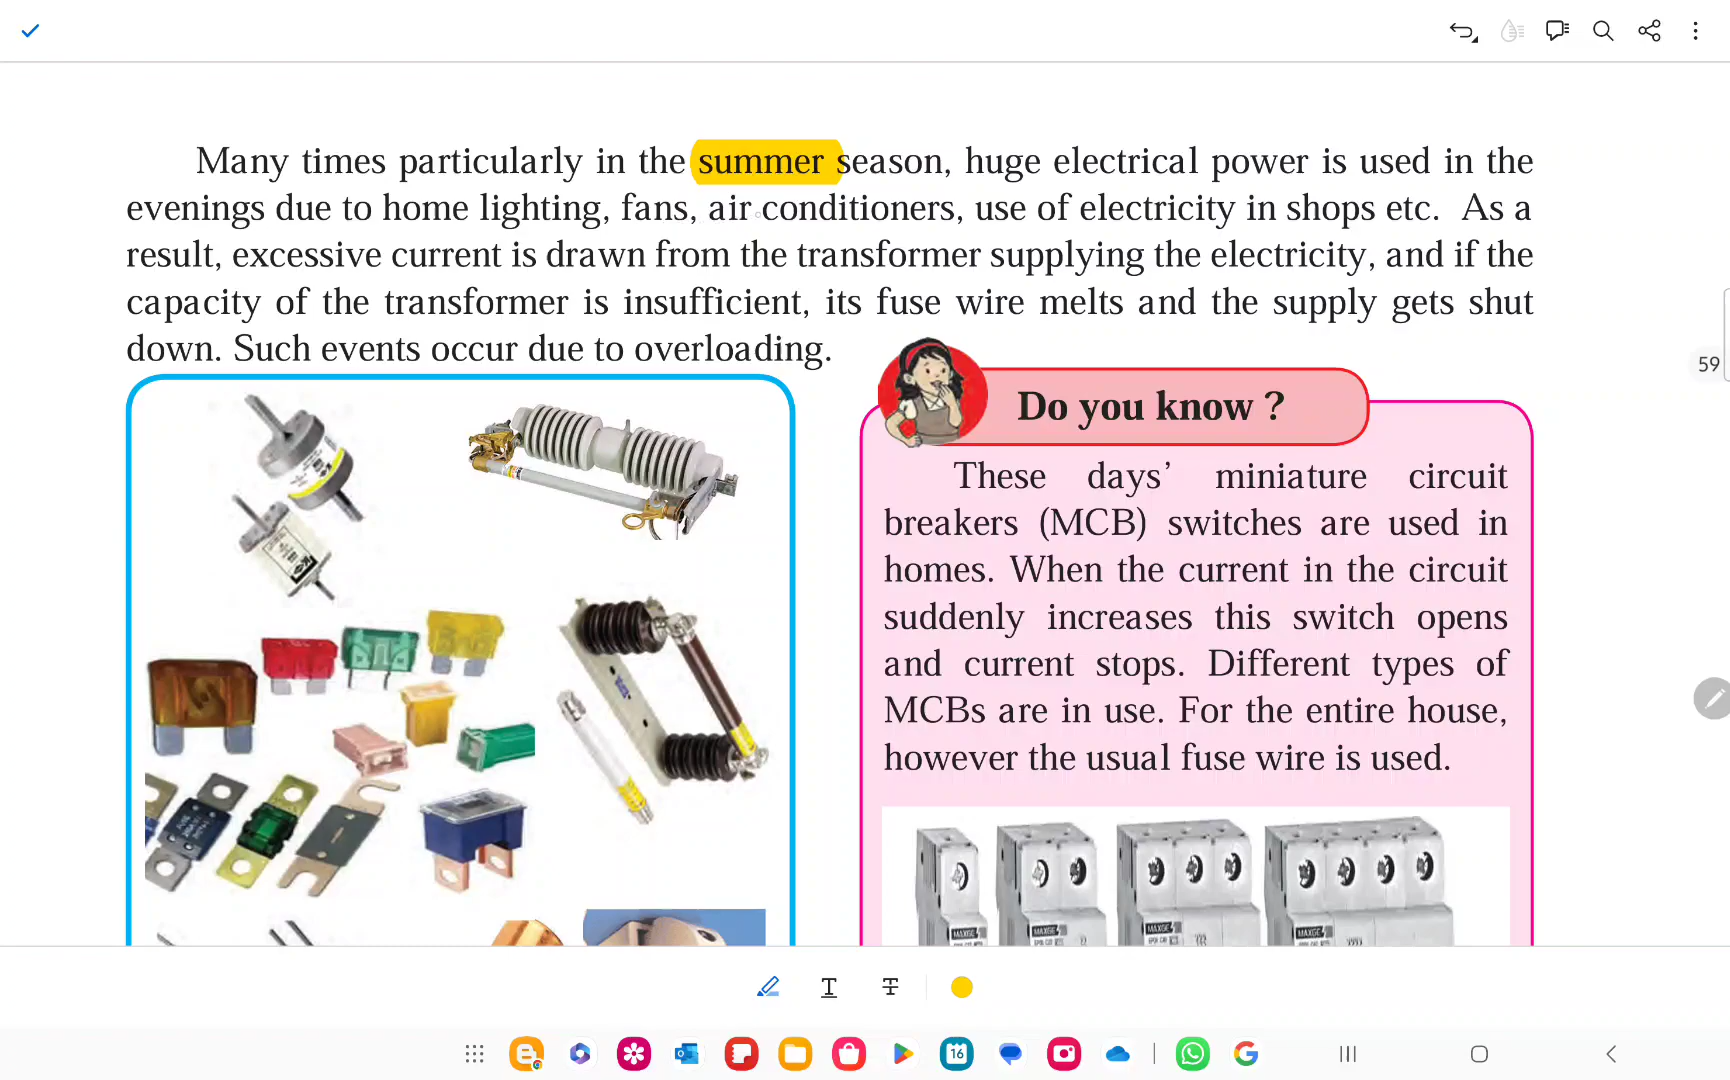 Many times particularly in the summer season, huge electrical power is used in the
evenings due to home lighting, fans, air conditioners, use of electricity in shops etc. As a
result, excessive current is drawn from the transformer supplying the electricity, and if the
capacity of the transformer is insufficient, its fuse wire melts and the supply gets shut
down. Such events occur due to overloading.
59
Do you know ?
These days’ miniature circuit
breakers (MCB) switches are used in
homes. When the current in the circuit
suddenly increases this switch opens
and current stops. Different types of
MCBs are in use. For the entire house,
however the usual fuse wire is used.
MAXGE
MAXGE
MAXGE
MAXGE
T
T
16